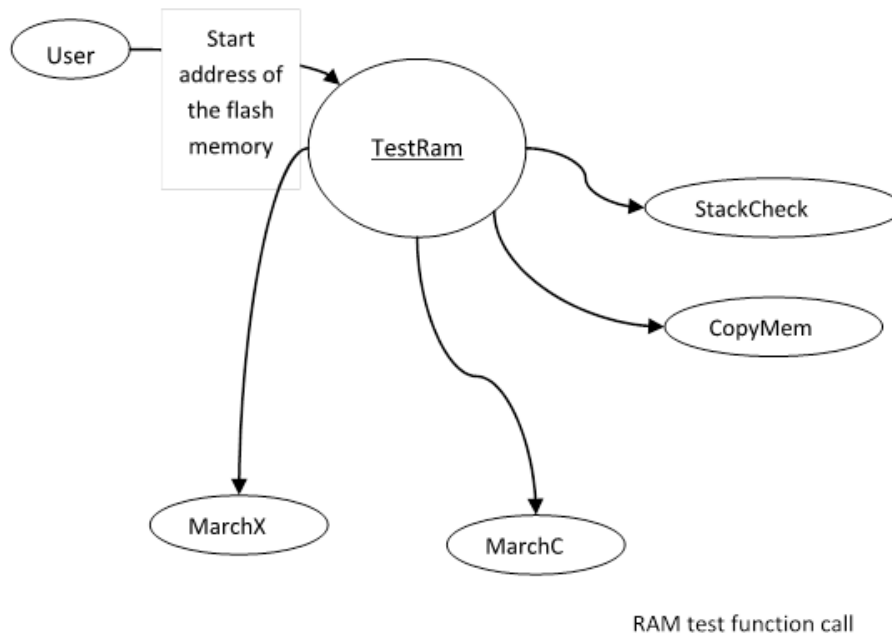 User
Start
address of
the flash
memory
TestRam
StackCheck
CopyMem
MarchX
MarchC
RAM test function call